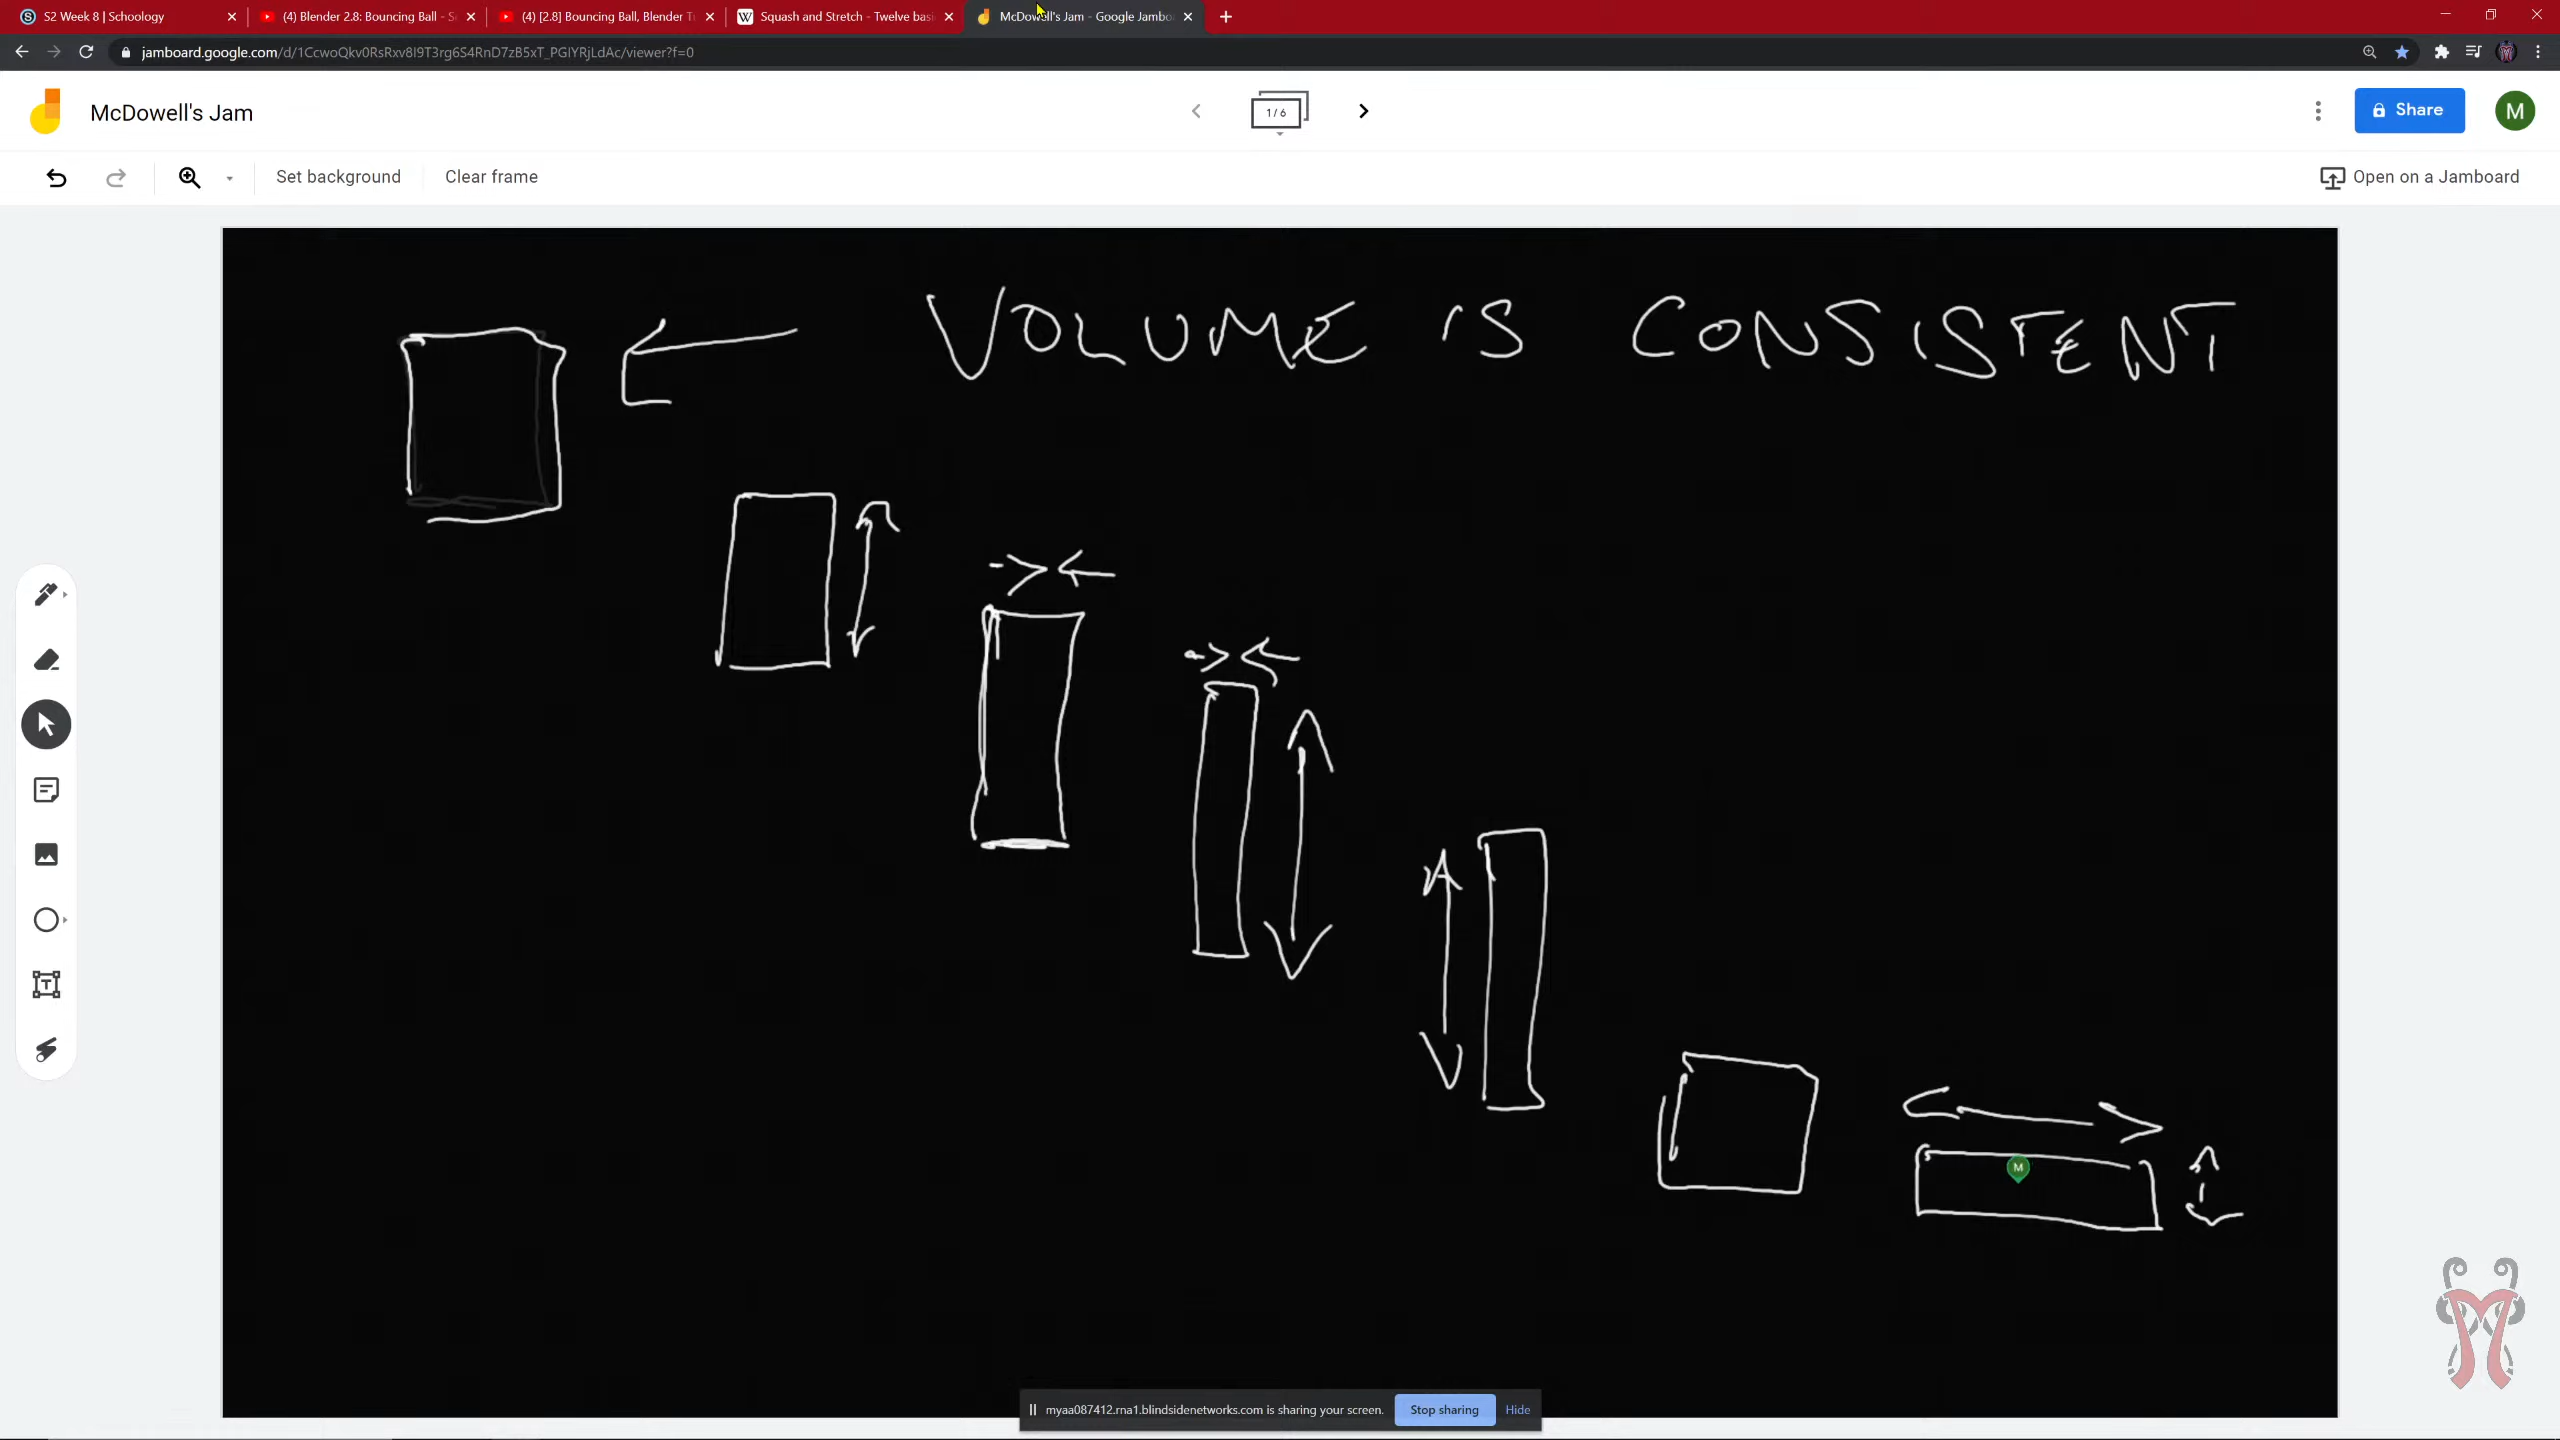 S2 Week 8 | Schoology
(4) Blender 2.8: Bouncing Ball - S
(4) [2.8] Bouncing Ball, Blender T
Squash and Stretch - Twelve basi
McDowell's Jam - Google Jambo
jamboard.google.com/d/1CcwoQkv0RsRxv8I9T3rg6S4RnD7zB5xT_PGlYRjLdAc/viewer?f=0
McDowell's Jam
1 / 6
Share
M
Set background
Clear frame
Open on a Jamboard
VOLUME IS CONSISTENT
M
myaa087412.rna1.blindsidenetworks.com is sharing your screen.
Stop sharing
Hide